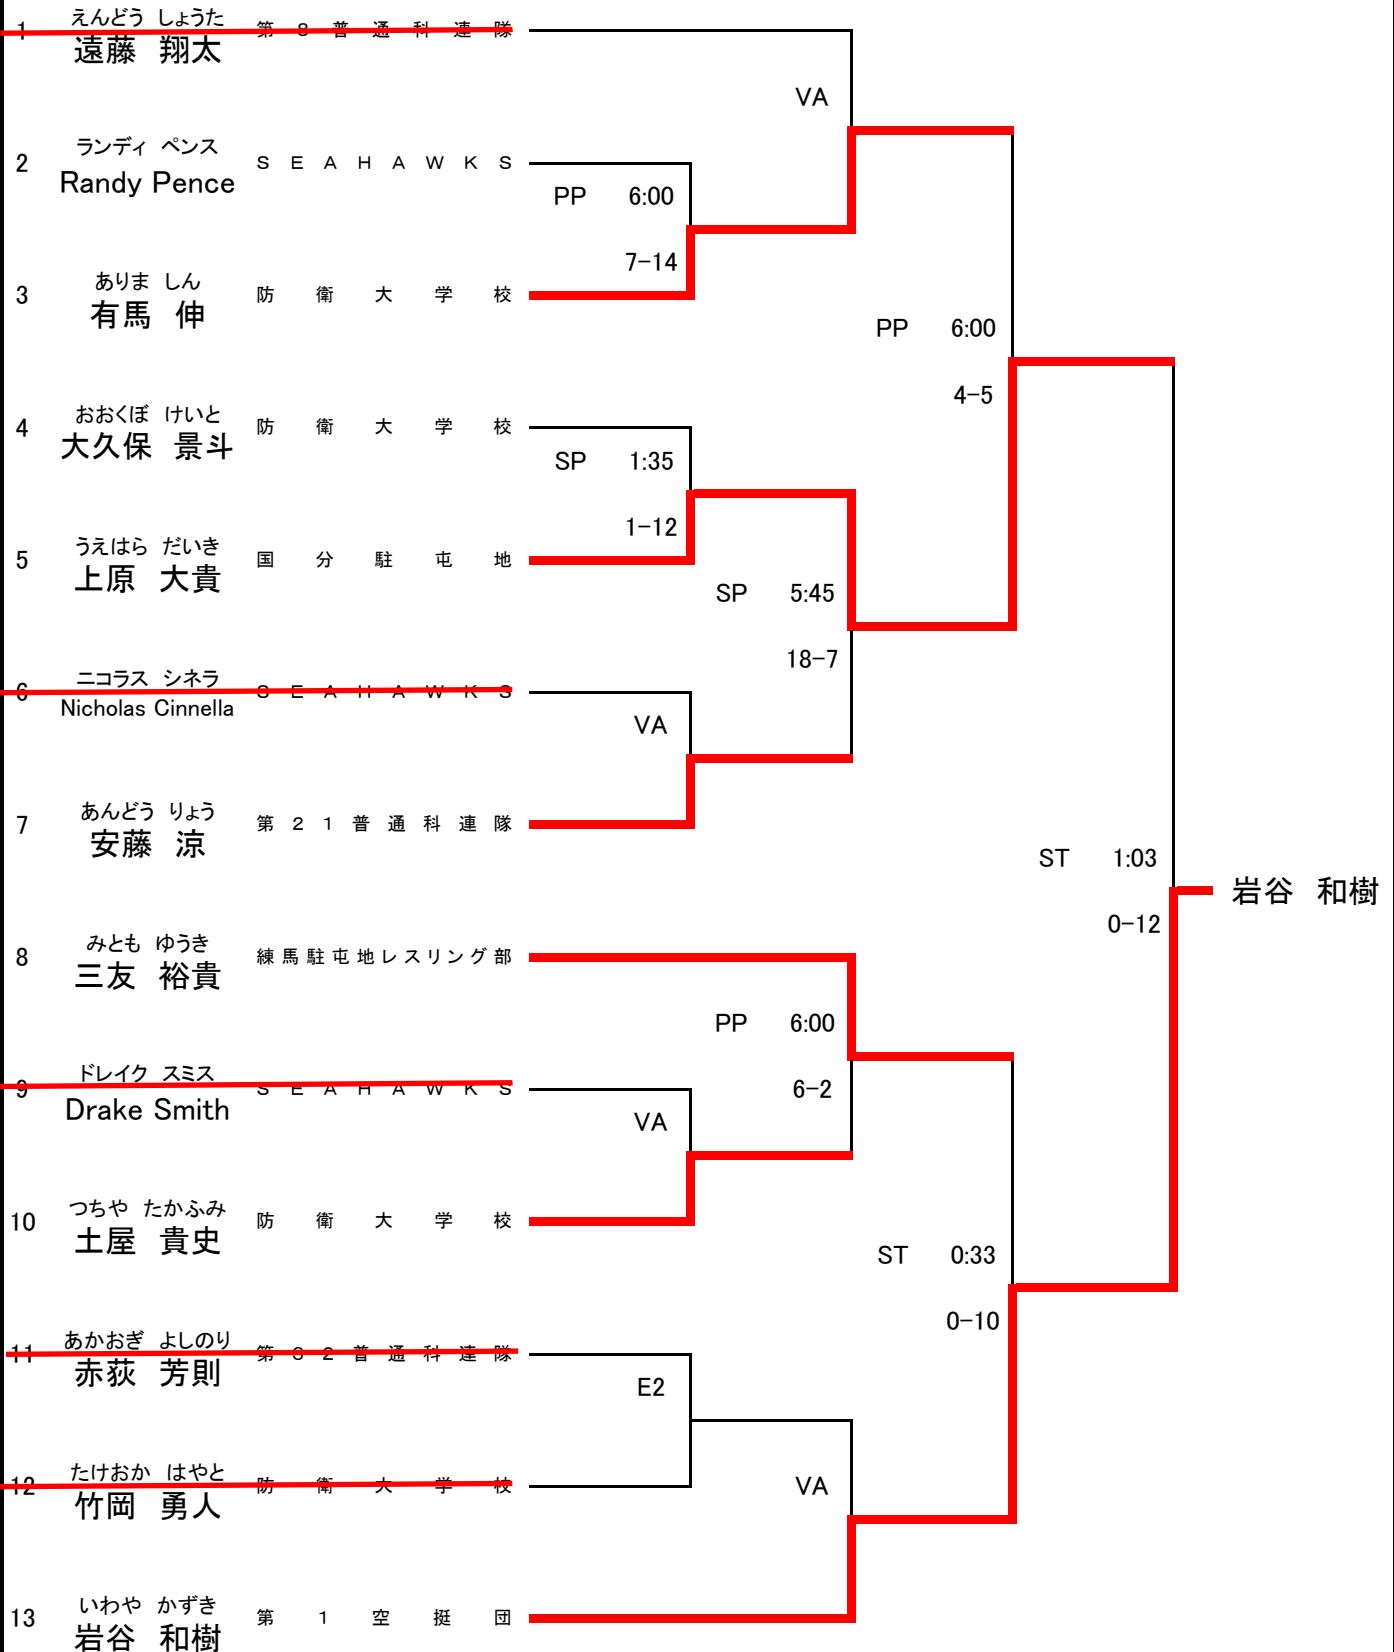 えんどう しょうた
1 遠藤 翔太 第8普通科連隊
VA
ランディ ペンス
2 Randy Pence SEAHAWKS
PP 6:00
7-14
ありま しん
3 有馬 伸 防衛大学校
PP 6:00
4-5
おおくぼ けいと
4 大久保 景斗 防衛大学校
SP 1:35
1-12
うえはら だいき
5 上原 大貴 国分駐屯地
SP 5:45
18-7
ニコラス シネラ
6 Nicholas Cinnella SEAHAWKS
VA
あんどう りょう
7 安藤 涼 第21普通科連隊
ST 1:03
岩谷 和樹
0-12
みとも ゆうき
8 三友 裕貴 練馬駐屯地レスリング部
PP 6:00
6-2
ドレイク スミス
9 Drake Smith SEAHAWKS
VA
つちや たかふみ
10 土屋 貴史 防衛大学校
ST 0:33
0-10
あかおぎ よしのり
11 赤荻 芳則 第32普通科連隊
E2
たけおか はやと
12 竹岡 勇人 防衛大学校
VA
いわや かずき
13 岩谷 和樹 第1空挺団